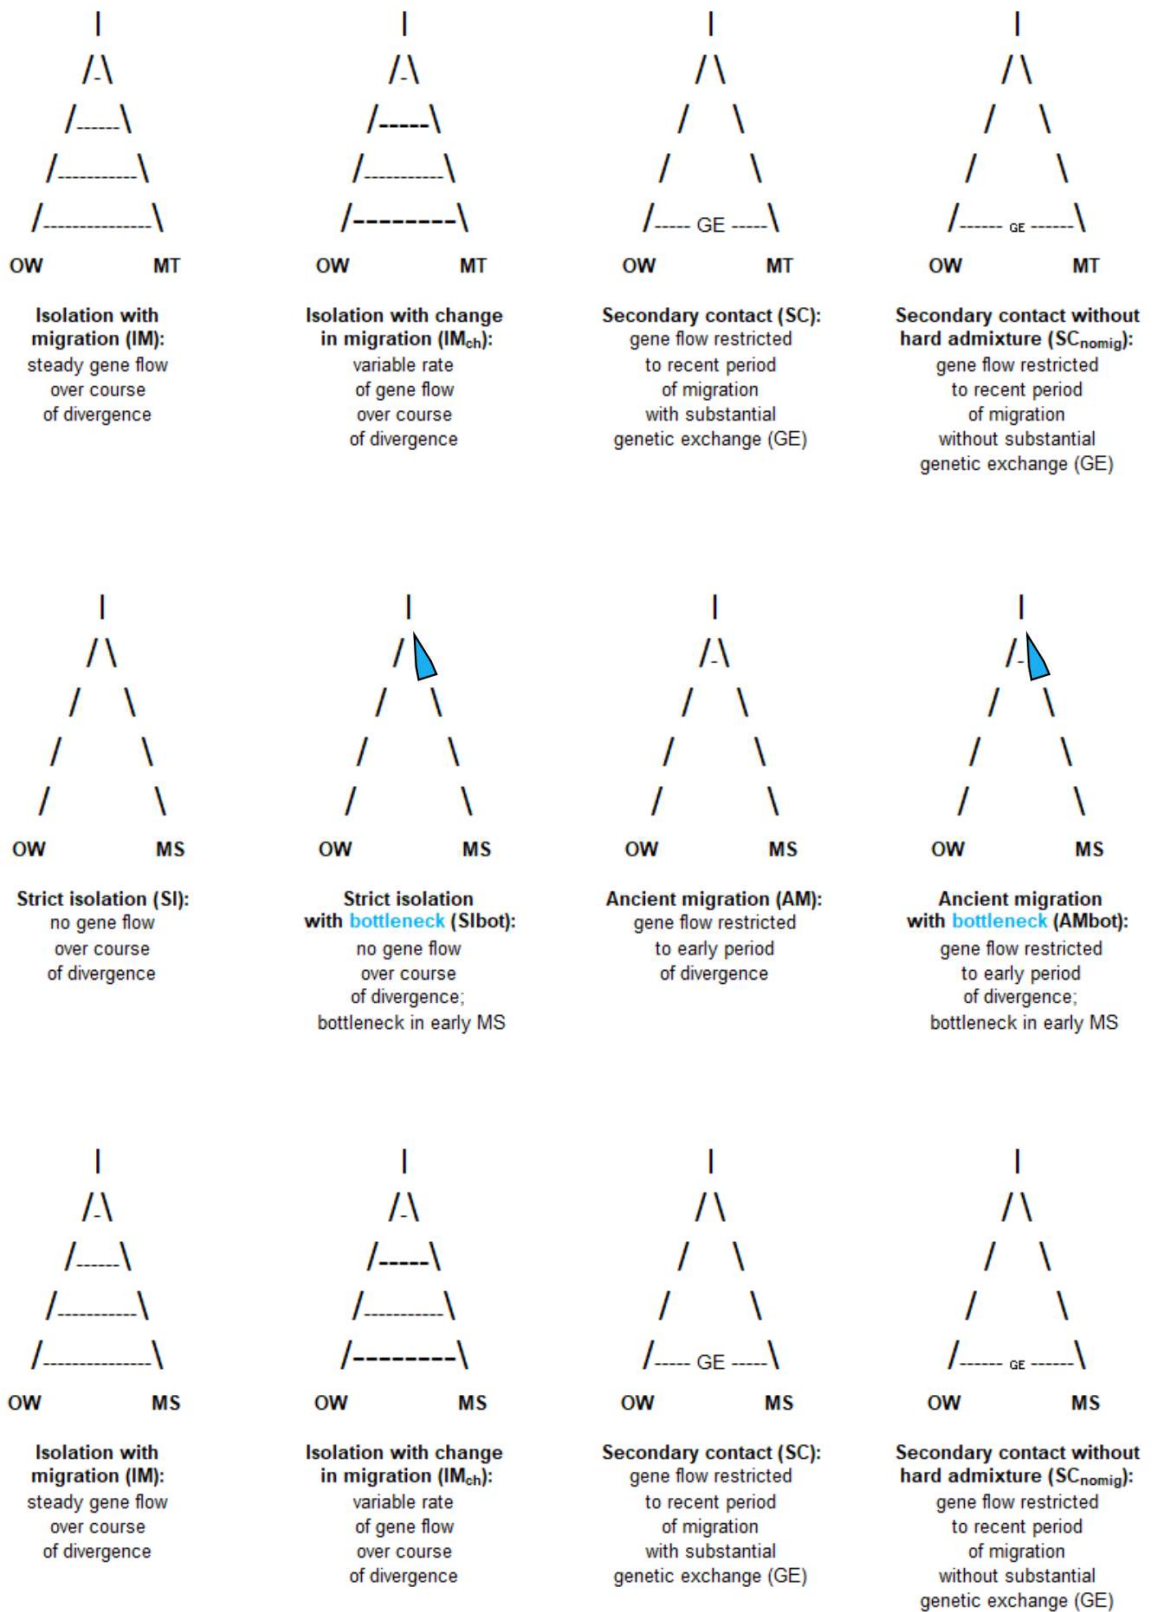 OW MT
Isolation with
migration (IM):
steady gene flow
over course
of divergence
OW MT
Isolation with change
in migration (IMch):
variable rate
of gene flow
over course
of divergence
GE
OW MT
Secondary contact (SC):
gene flow restricted
to recent period
of migration
with substantial
genetic exchange (GE)
GE
OW MT
Secondary contact without
hard admixture (SCnomig):
gene flow restricted
to recent period
of migration
without substantial
genetic exchange (GE)
OW MS
Strict isolation (SI):
no gene flow
over course
of divergence
OW MS
Strict isolation
with bottleneck (SIbot):
no gene flow
over course
of divergence;
bottleneck in early MS
OW MS
Ancient migration (AM):
gene flow restricted
to early period
of divergence
OW MS
Ancient migration
with bottleneck (AMbot):
gene flow restricted
to early period
of divergence;
bottleneck in early MS
OW MS
Isolation with
migration (IM):
steady gene flow
over course
of divergence
OW MS
Isolation with change
in migration (IMch):
variable rate
of gene flow
over course
of divergence
GE
OW MS
Secondary contact (SC):
gene flow restricted
to recent period
of migration
with substantial
genetic exchange (GE)
GE
OW MS
Secondary contact without
hard admixture (SCnomig):
gene flow restricted
to recent period
of migration
without substantial
genetic exchange (GE)